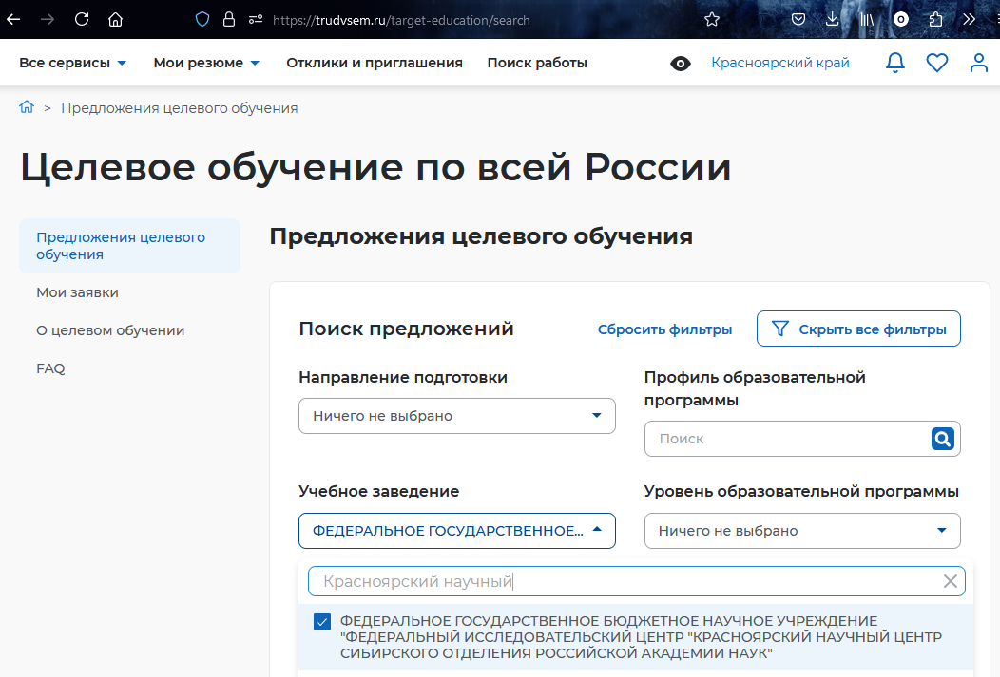 https://trudvsem.ru/target-education/search
Все сервисы Мои резюме Отклики и приглашения Поиск работы Красноярский край
> Предложения целевого обучения
Целевое обучение по всей России
Предложения целевого обучения
Мои заявки
О целевом обучении
FAQ
Предложения целевого обучения
Поиск предложений Сбросить фильтры Скрыть все фильтры
Направление подготовки
Ничего не выбрано
Профиль образовательной
программы
Поиск
Учебное заведение
ФЕДЕРАЛЬНОЕ ГОСУДАРСТВЕННОЕ...
Уровень образовательной программы
Ничего не выбрано
Красноярский научный
ФЕДЕРАЛЬНОЕ ГОСУДАРСТВЕННОЕ БЮДЖЕТНОЕ НАУЧНОЕ УЧРЕЖДЕНИЕ
"ФЕДЕРАЛЬНЫЙ ИССЛЕДОВАТЕЛЬСКИЙ ЦЕНТР "КРАСНОЯРСКИЙ НАУЧНЫЙ ЦЕНТР
СИБИРСКОГО ОТДЕЛЕНИЯ РОССИЙСКОЙ АКАДЕМИИ НАУК"